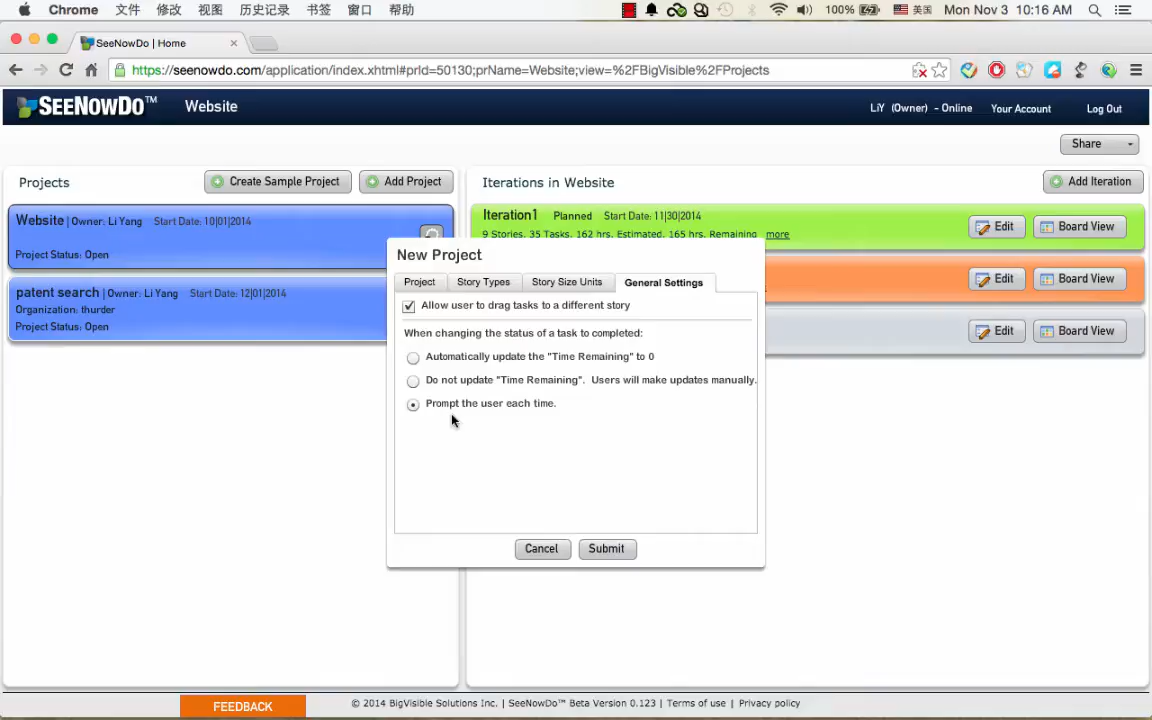 Chrome 文件 修改 视图 历史记录 书签 窗口 帮助 100% 美国 Mon Nov 3 10:16 AM
SeeNowDo | Home
https://seenowdo.com/application/index.xhtml#prId=50130;prName=Website;view=%2FBigVisible%2FProjects
SEENOWDO™ Website LiY (Owner) - Online Your Account Log Out
Share
Projects Create Sample Project Add Project Iterations in Website Add Iteration
Website | Owner: Li Yang Start Date: 10|01|2014
Project Status: Open
Iteration1 Planned Start Date: 11|30|2014
9 Stories, 35 Tasks, 162 hrs. Estimated, 165 hrs. Remaining more
Edit Board View
patent search | Owner: Li Yang Start Date: 12|01|2014
Organization: thurder
Project Status: Open
Edit Board View
Edit Board View
New Project
Project Story Types Story Size Units General Settings
Allow user to drag tasks to a different story
When changing the status of a task to completed:
Automatically update the "Time Remaining" to 0
Do not update "Time Remaining". Users will make updates manually.
Prompt the user each time.
Cancel Submit
FEEDBACK © 2014 BigVisible Solutions Inc. | SeeNowDo™ Beta Version 0.123 | Terms of use | Privacy policy